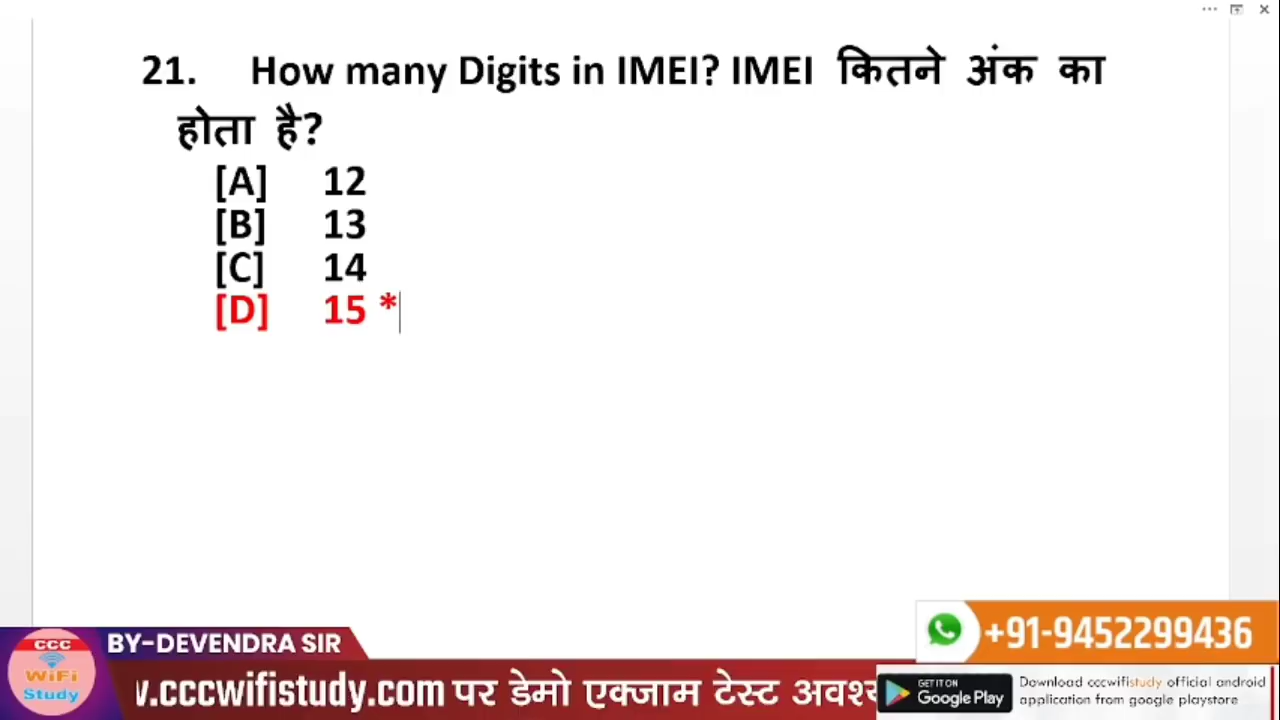 21. How many Digits in IMEI? IMEI कितने अंक का
होता है?
[A] 12
[B] 13
[C] 14
[D] 15 *
+91-9452299436
CCC
WiFi
Study
BY-DEVENDRA SIR
.cccwifistudy.com पर डेमो एक्जाम टेस्ट
GET IT ON
Google Play
Download cccwifistudy official android
application from google playstore